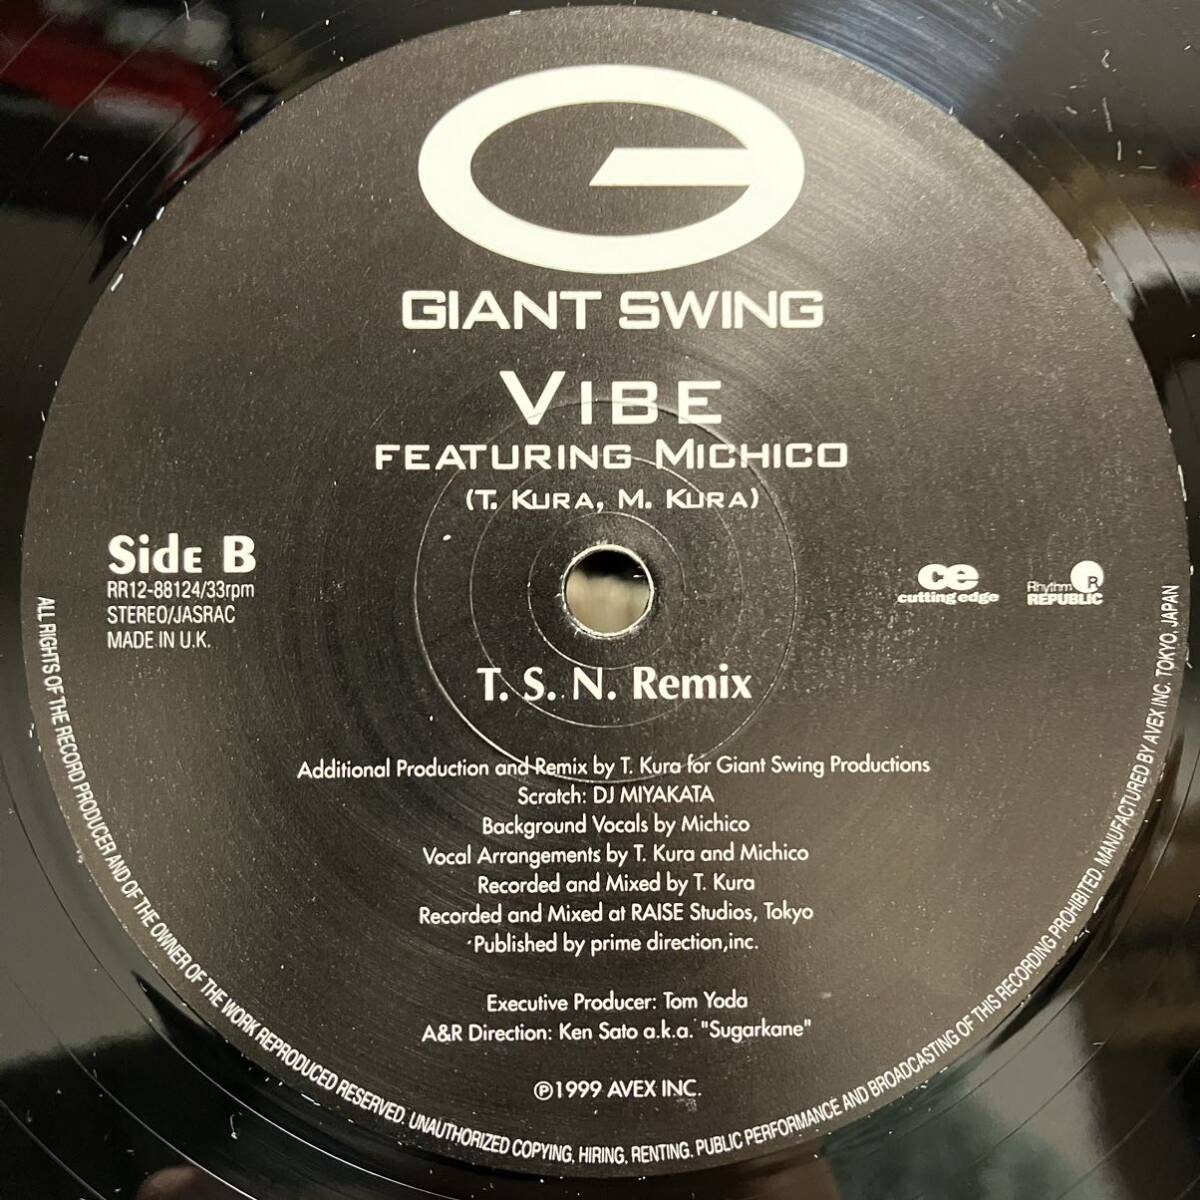 GIANT SWING
VIBE
FEATURING MICHICO
(T. KURA, M. KURA)
Side B
RR12-88124/33rpm
STEREO/JASRAC
MADE IN U.K.
ce
cutting edge
Rhythm R
REPUBLIC
T. S. N. Remix
Additional Production and Remix by T. Kura for Giant Swing Productions
Scratch: DJ MIYAKATA
Background Vocals by Michico
Vocal Arrangements by T. Kura and Michico
Recorded and Mixed by T. Kura
Recorded and Mixed at RAISE Studios, Tokyo
Published by prime direction,inc.
Executive Producer: Tom Yoda
A&R Direction: Ken Sato a.k.a. "Sugarkane"
℗1999 AVEX INC.
ALL RIGHTS OF THE RECORD PRODUCER AND OF THE OWNER OF THE WORK REPRODUCED RESERVED. UNAUTHORIZED COPYING, HIRING, RENTING, PUBLIC PERFORMANCE AND BROADCASTING OF THIS RECORDING PROHIBITED. MANUFACTURED BY AVEX INC. TOKYO, JAPAN